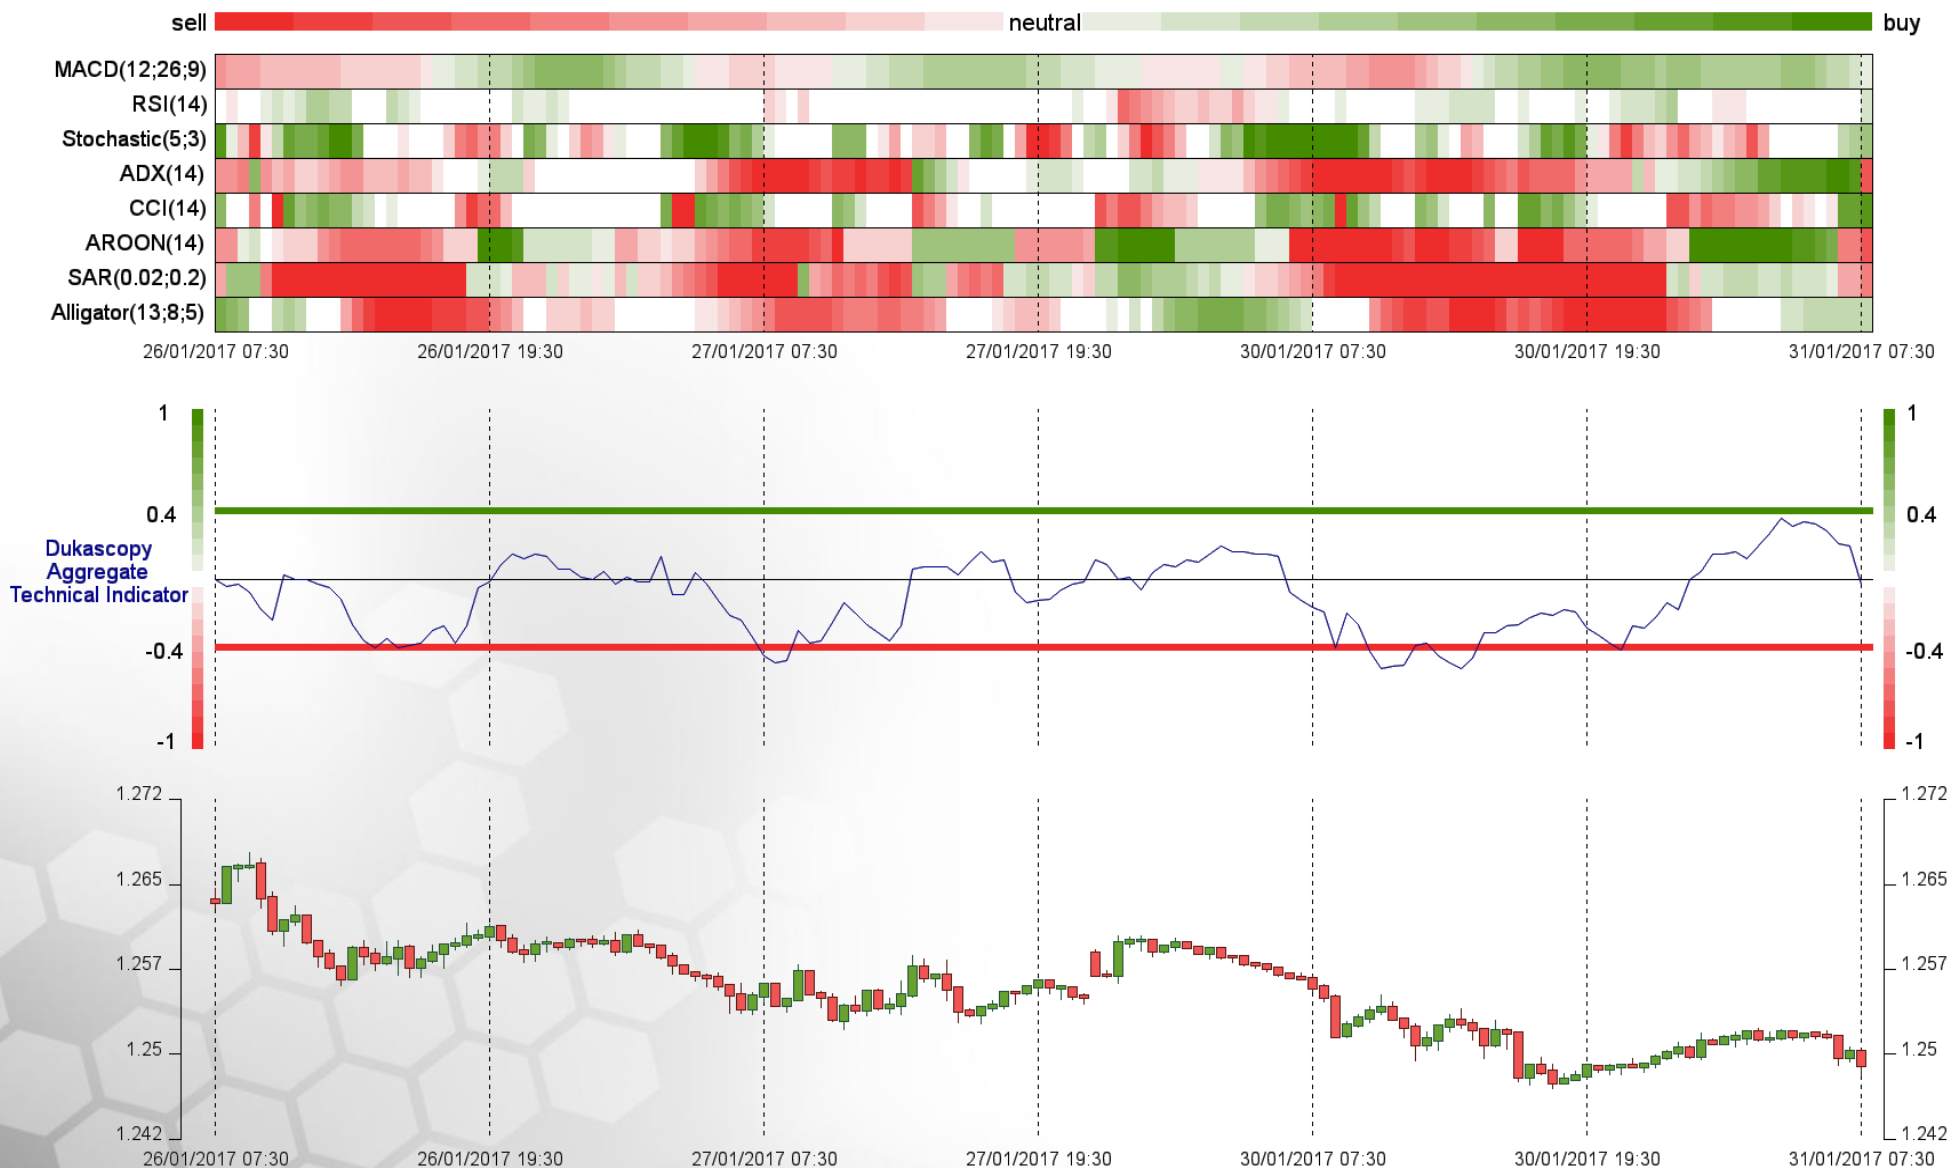 sell neutral buy
MACD(12;26;9)
RSI(14)
Stochastic(5;3)
ADX(14)
CCI(14)
AROON(14)
SAR(0.02;0.2)
Alligator(13;8;5)
26/01/2017 07:30 26/01/2017 19:30 27/01/2017 07:30 27/01/2017 19:30 30/01/2017 07:30 30/01/2017 19:30 31/01/2017 07:30
1 1
0.4 0.4
Dukascopy
Aggregate
Technical Indicator
-0.4 -0.4
-1 -1
1.272 1.272
1.265 1.265
1.257 1.257
1.25 1.25
1.242 1.242
26/01/2017 07:30 26/01/2017 19:30 27/01/2017 07:30 27/01/2017 19:30 30/01/2017 07:30 30/01/2017 19:30 31/01/2017 07:30